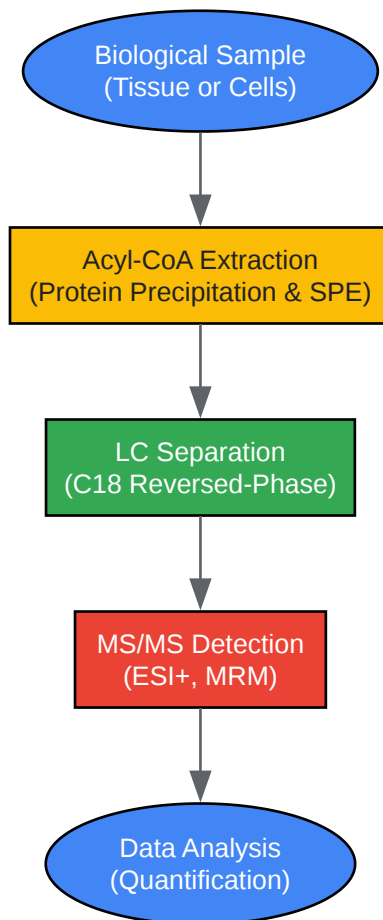 Biological Sample
(Tissue or Cells)
Acyl-CoA Extraction
(Protein Precipitation & SPE)
LC Separation
(C18 Reversed-Phase)
MS/MS Detection
(ESI+, MRM)
Data Analysis
(Quantification)